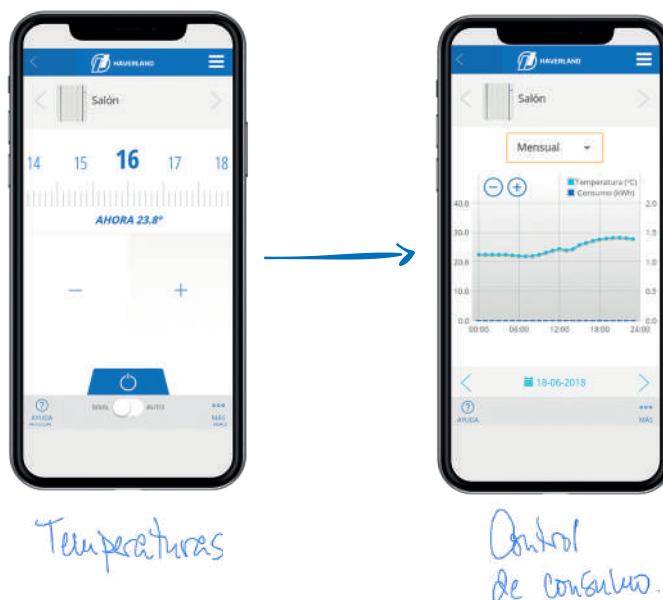 HAVERLAND
Salón
14 15 16 17 18
AHORA 23.8°
− +
AYUDA
MAN. AUTO
MÁS
Temperaturas
HAVERLAND
Salón
Mensual
Temperatura (°C)
Consumo (kWh)
40.0 2.0
30.0 1.5
20.0 1.0
10.0 0.5
0.0 0.0
00:00 06:00 12:00 18:00 24:00
18-06-2018
AYUDA
MÁS
Control
de consumo.